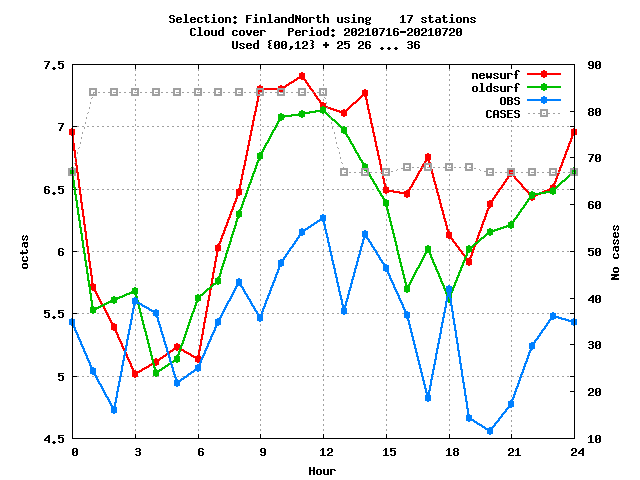 Selection: FinlandNorth using    17 stations
Cloud cover   Period: 20210716-20210720
Used {00,12} + 25 26 ... 36
7.5
7
6.5
6
5.5
5
4.5
octas
90
80
70
60
50
40
30
20
10
No cases
newsurf
oldsurf
OBS
CASES
0 3 6 9 12 15 18 21 24
Hour